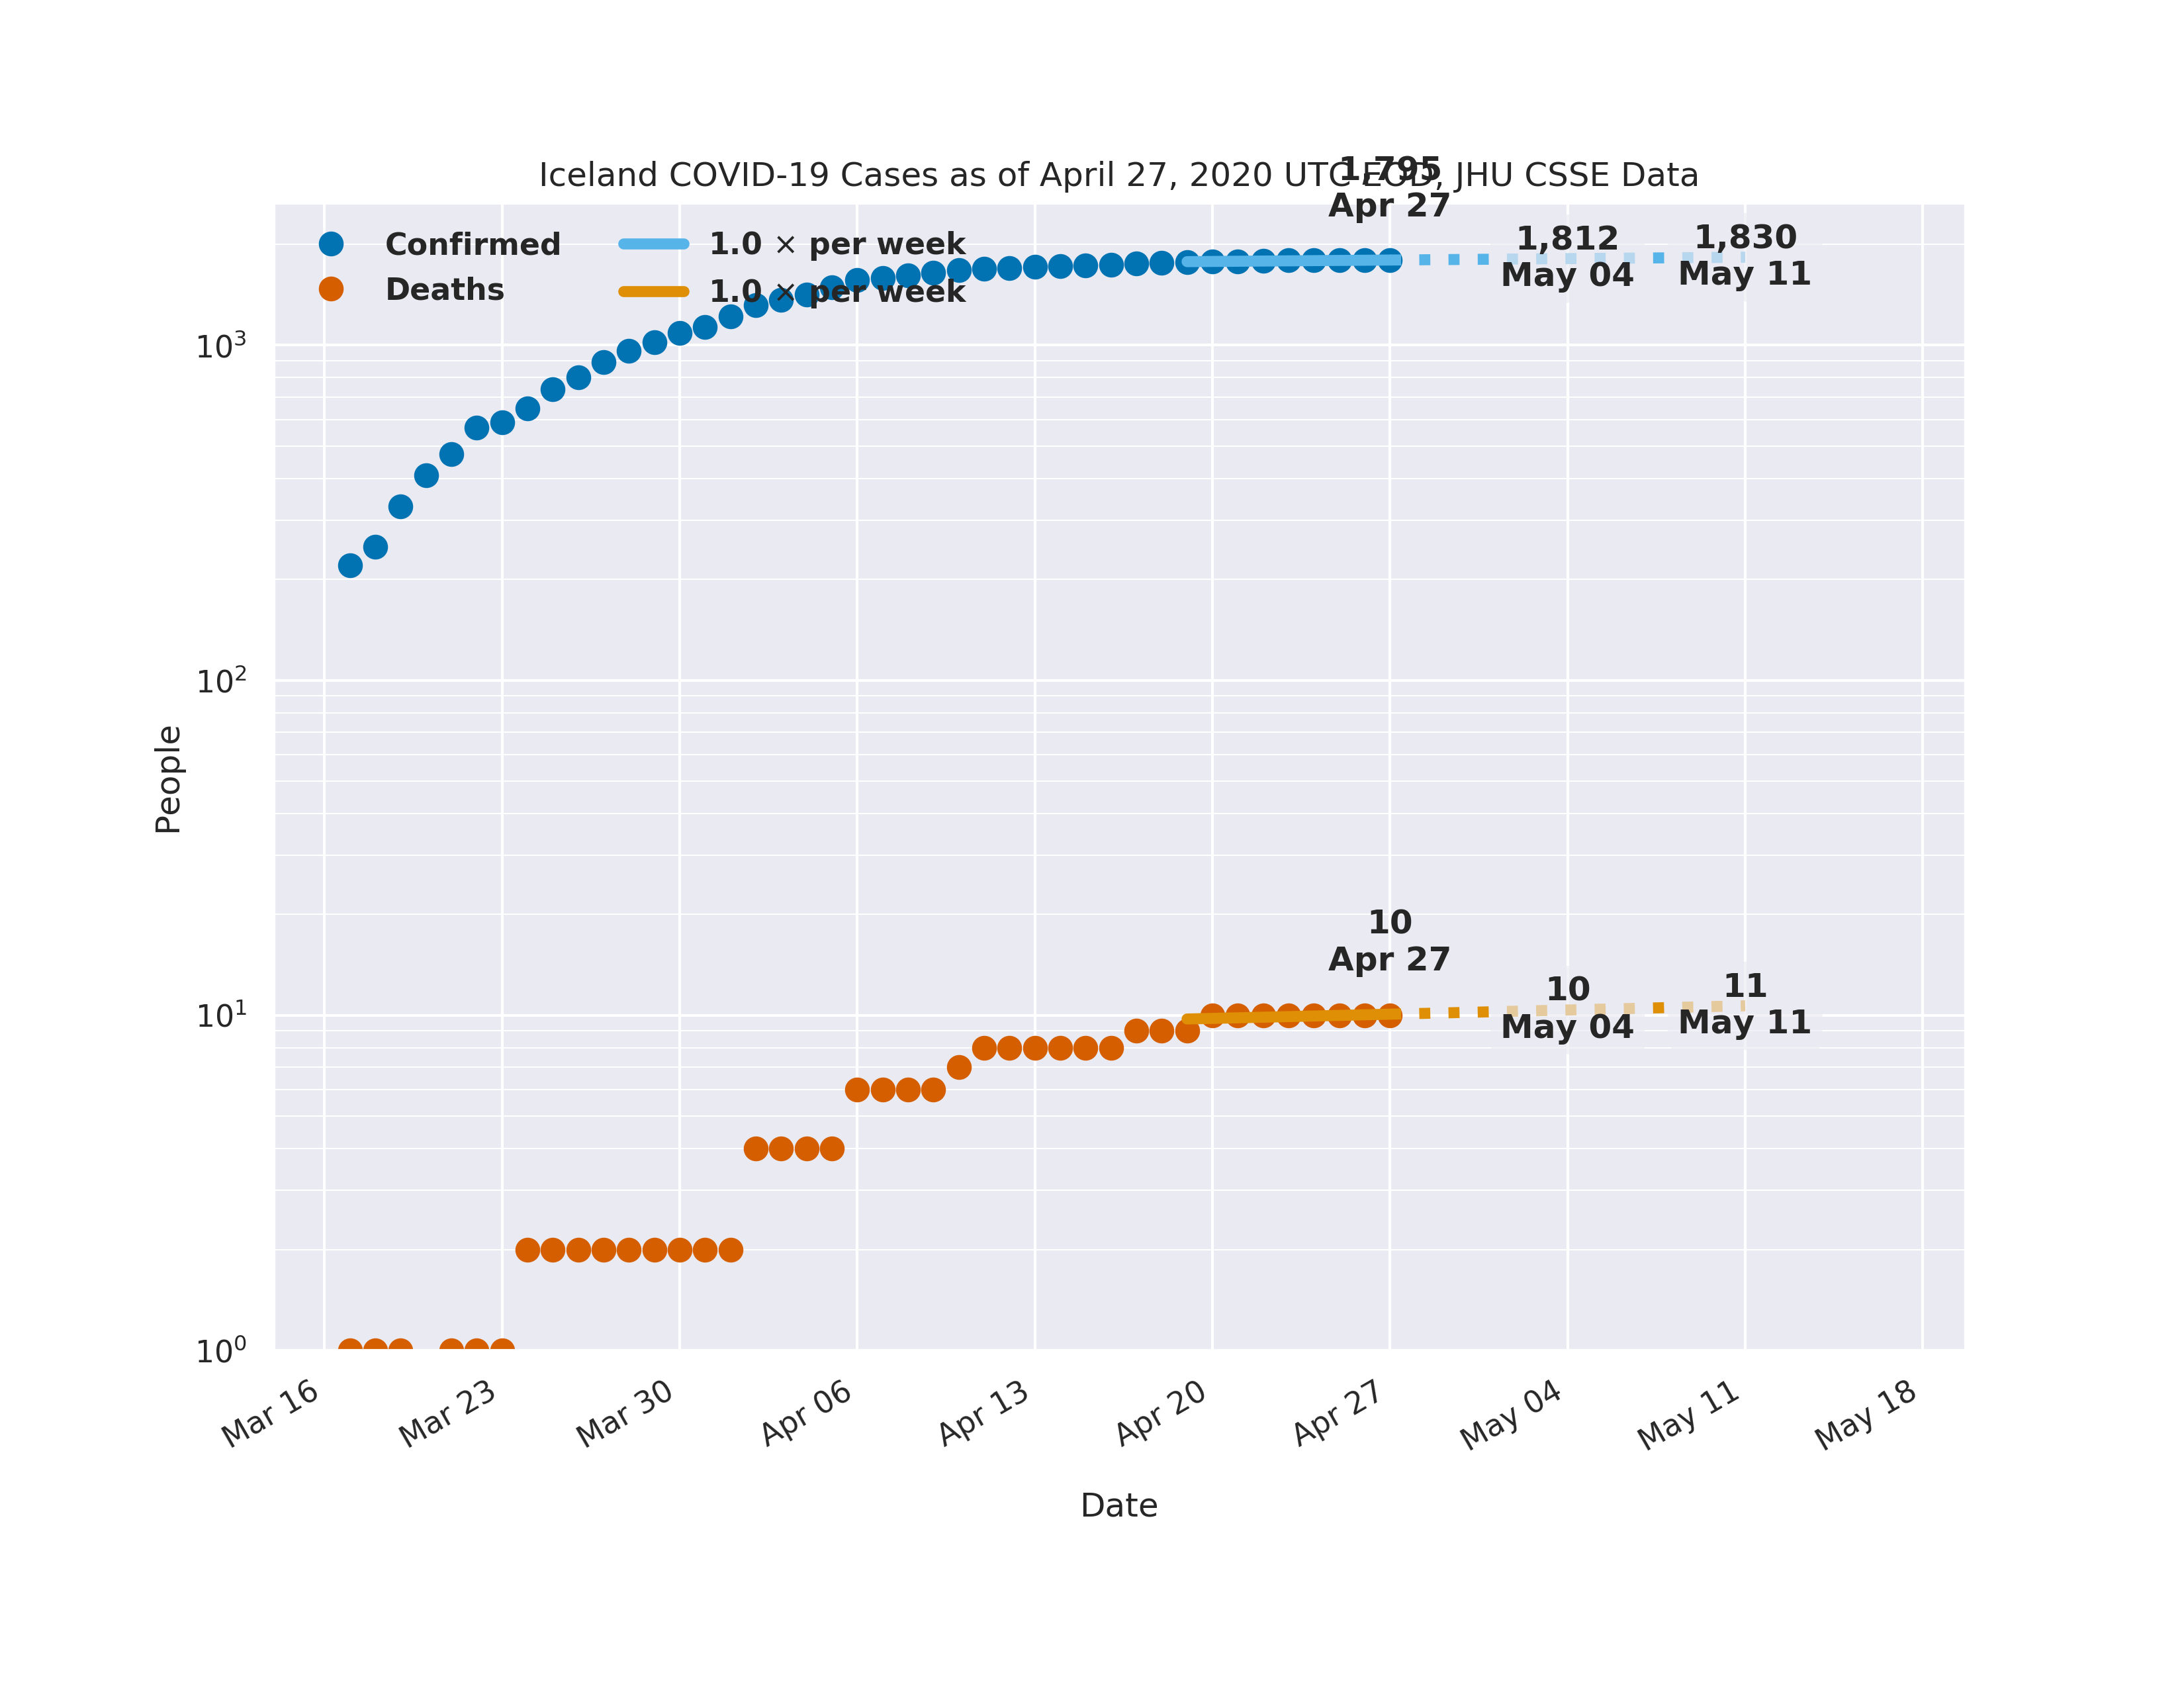 Iceland COVID-19 Cases as of April 27, 2020 UTC EOD, JHU CSSE Data
1,795
Apr 27
Confirmed
Deaths
1.0 × per week
1.0 × per week
1,812
May 04
1,830
May 11
10
Apr 27
10
May 04
11
May 11
People
10³
10²
10¹
10⁰
Mar 16
Mar 23
Mar 30
Apr 06
Apr 13
Apr 20
Apr 27
May 04
May 11
May 18
Date